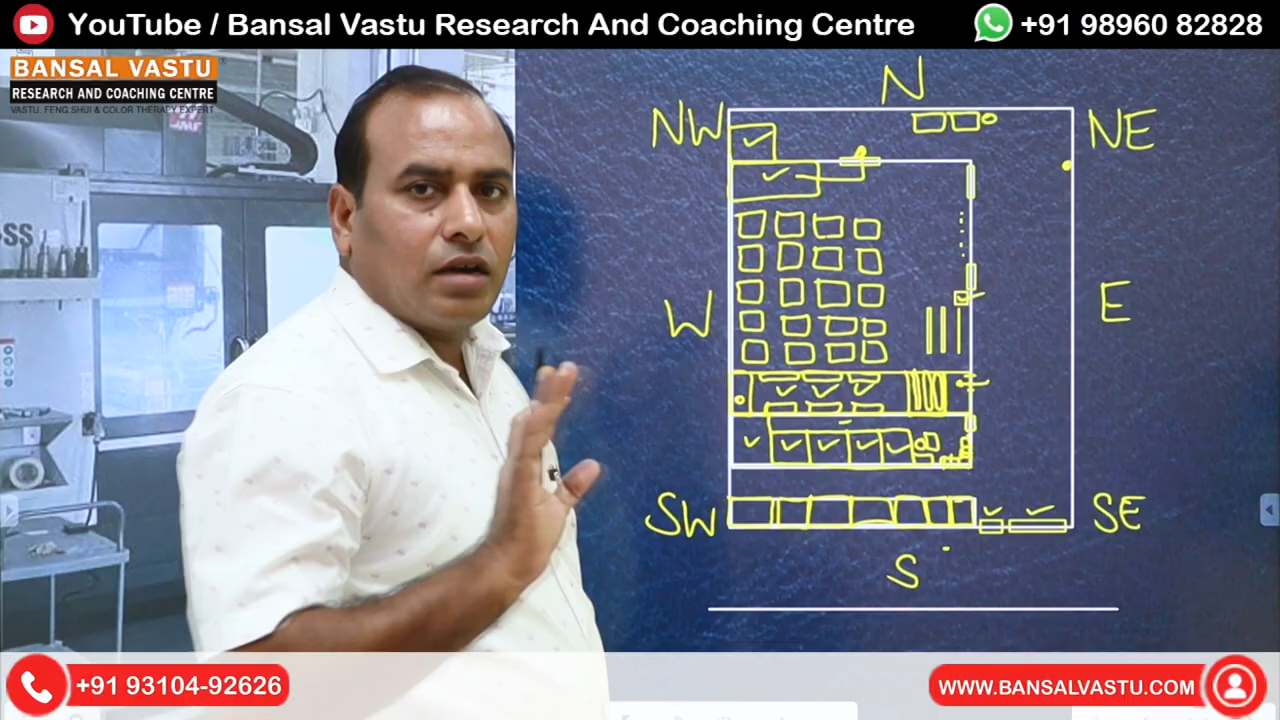 YouTube / Bansal Vastu Research And Coaching Centre
+91 98960 82828
BANSAL VASTU
RESEARCH AND COACHING CENTRE
VASTU, FENG SHUI & COLOR THERAPY EXPERT
N
NW
NE
SS
W
E
SW
SE
S
+91 93104-92626
WWW.BANSALVASTU.COM